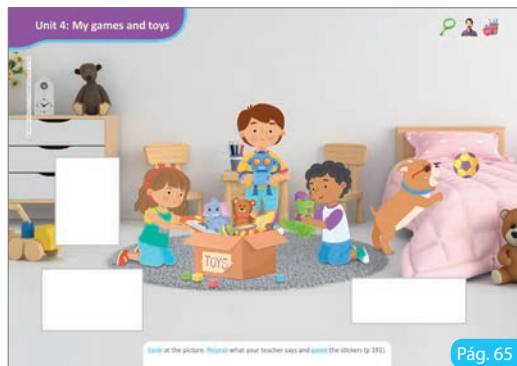 Unit 4: My games and toys
TOYS
Look at the picture. Repeat what your teacher says and paste the stickers (p 191).
Pág. 65